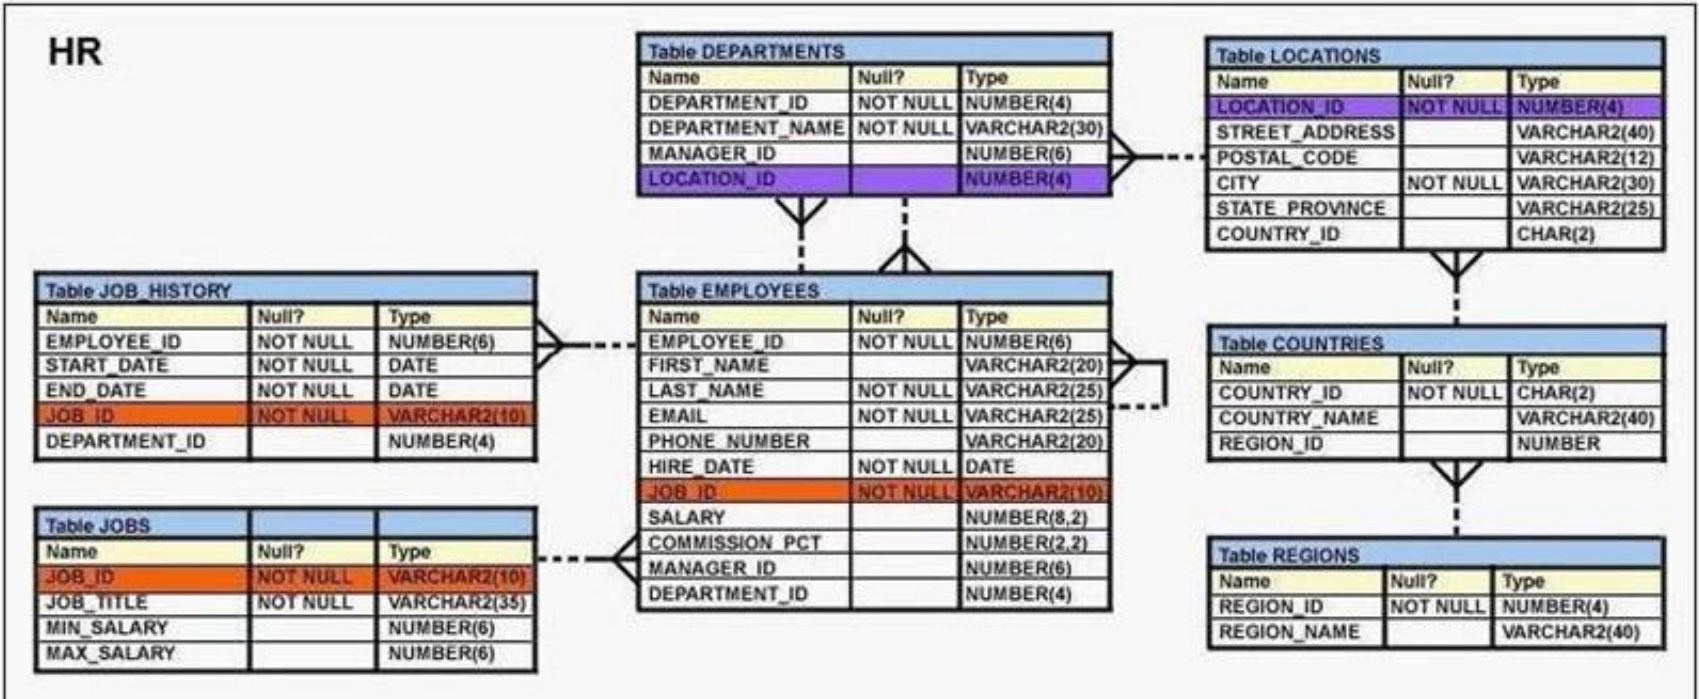 HR
Table DEPARTMENTS
Name Null? Type
DEPARTMENT_ID NOT NULL NUMBER(4)
DEPARTMENT_NAME NOT NULL VARCHAR2(30)
MANAGER_ID NUMBER(6)
LOCATION_ID NUMBER(4)
Table LOCATIONS
Name Null? Type
LOCATION_ID NOT NULL NUMBER(4)
STREET_ADDRESS VARCHAR2(40)
POSTAL_CODE VARCHAR2(12)
CITY NOT NULL VARCHAR2(30)
STATE_PROVINCE VARCHAR2(25)
COUNTRY_ID CHAR(2)
Table JOB_HISTORY
Name Null? Type
EMPLOYEE_ID NOT NULL NUMBER(6)
START_DATE NOT NULL DATE
END_DATE NOT NULL DATE
JOB_ID NOT NULL VARCHAR2(10)
DEPARTMENT_ID NUMBER(4)
Table EMPLOYEES
Name Null? Type
EMPLOYEE_ID NOT NULL NUMBER(6)
FIRST_NAME VARCHAR2(20)
LAST_NAME NOT NULL VARCHAR2(25)
EMAIL NOT NULL VARCHAR2(25)
PHONE_NUMBER VARCHAR2(20)
HIRE_DATE NOT NULL DATE
JOB_ID NOT NULL VARCHAR2(10)
SALARY NUMBER(8,2)
COMMISSION_PCT NUMBER(2,2)
MANAGER_ID NUMBER(6)
DEPARTMENT_ID NUMBER(4)
Table COUNTRIES
Name Null? Type
COUNTRY_ID NOT NULL CHAR(2)
COUNTRY_NAME VARCHAR2(40)
REGION_ID NUMBER
Table JOBS
Name Null? Type
JOB_ID NOT NULL VARCHAR2(10)
JOB_TITLE NOT NULL VARCHAR2(35)
MIN_SALARY NUMBER(6)
MAX_SALARY NUMBER(6)
Table REGIONS
Name Null? Type
REGION_ID NOT NULL NUMBER(4)
REGION_NAME VARCHAR2(40)